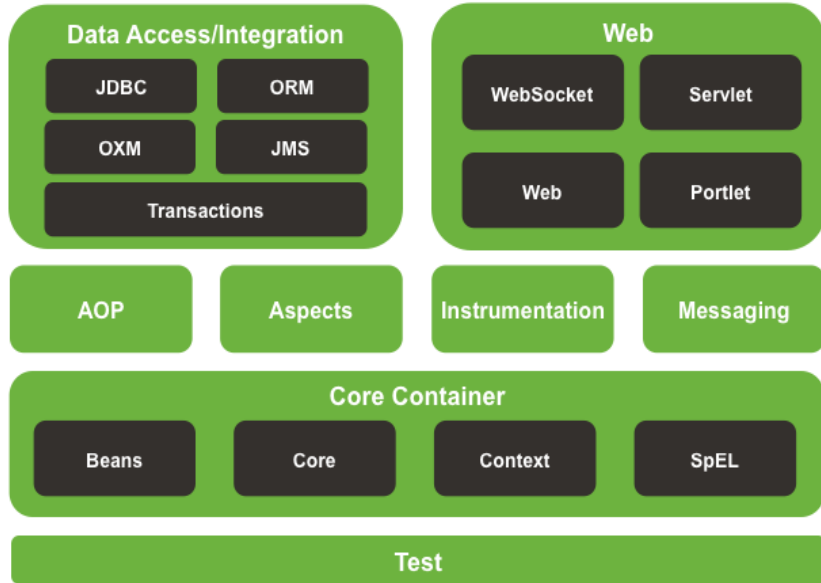 Data Access/Integration
JDBC ORM
OXM JMS
Transactions
Web
WebSocket Servlet
Web Portlet
AOP Aspects Instrumentation Messaging
Core Container
Beans Core Context SpEL
Test